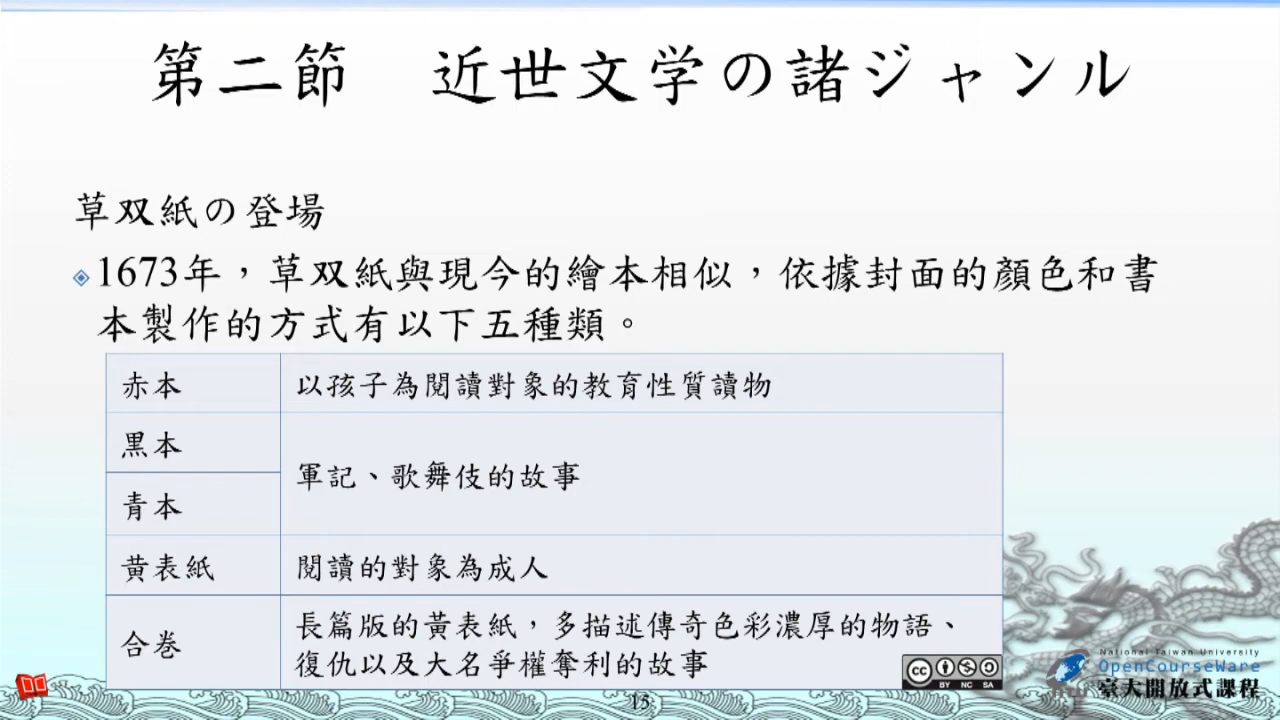 第二節　近世文学の諸ジャンル
草双紙の登場
1673年，草双紙與現今的繪本相似，依據封面的顏色和書
本製作的方式有以下五種類。
赤本 以孩子為閱讀對象的教育性質讀物
黒本
軍記、歌舞伎的故事
青本
黄表紙 閱讀的對象為成人
合巻
長篇版的黃表紙，多描述傳奇色彩濃厚的物語、
復仇以及大名爭權奪利的故事
15
cc BY NC SA
National Taiwan University
OpenCourseWare
臺大開放式課程